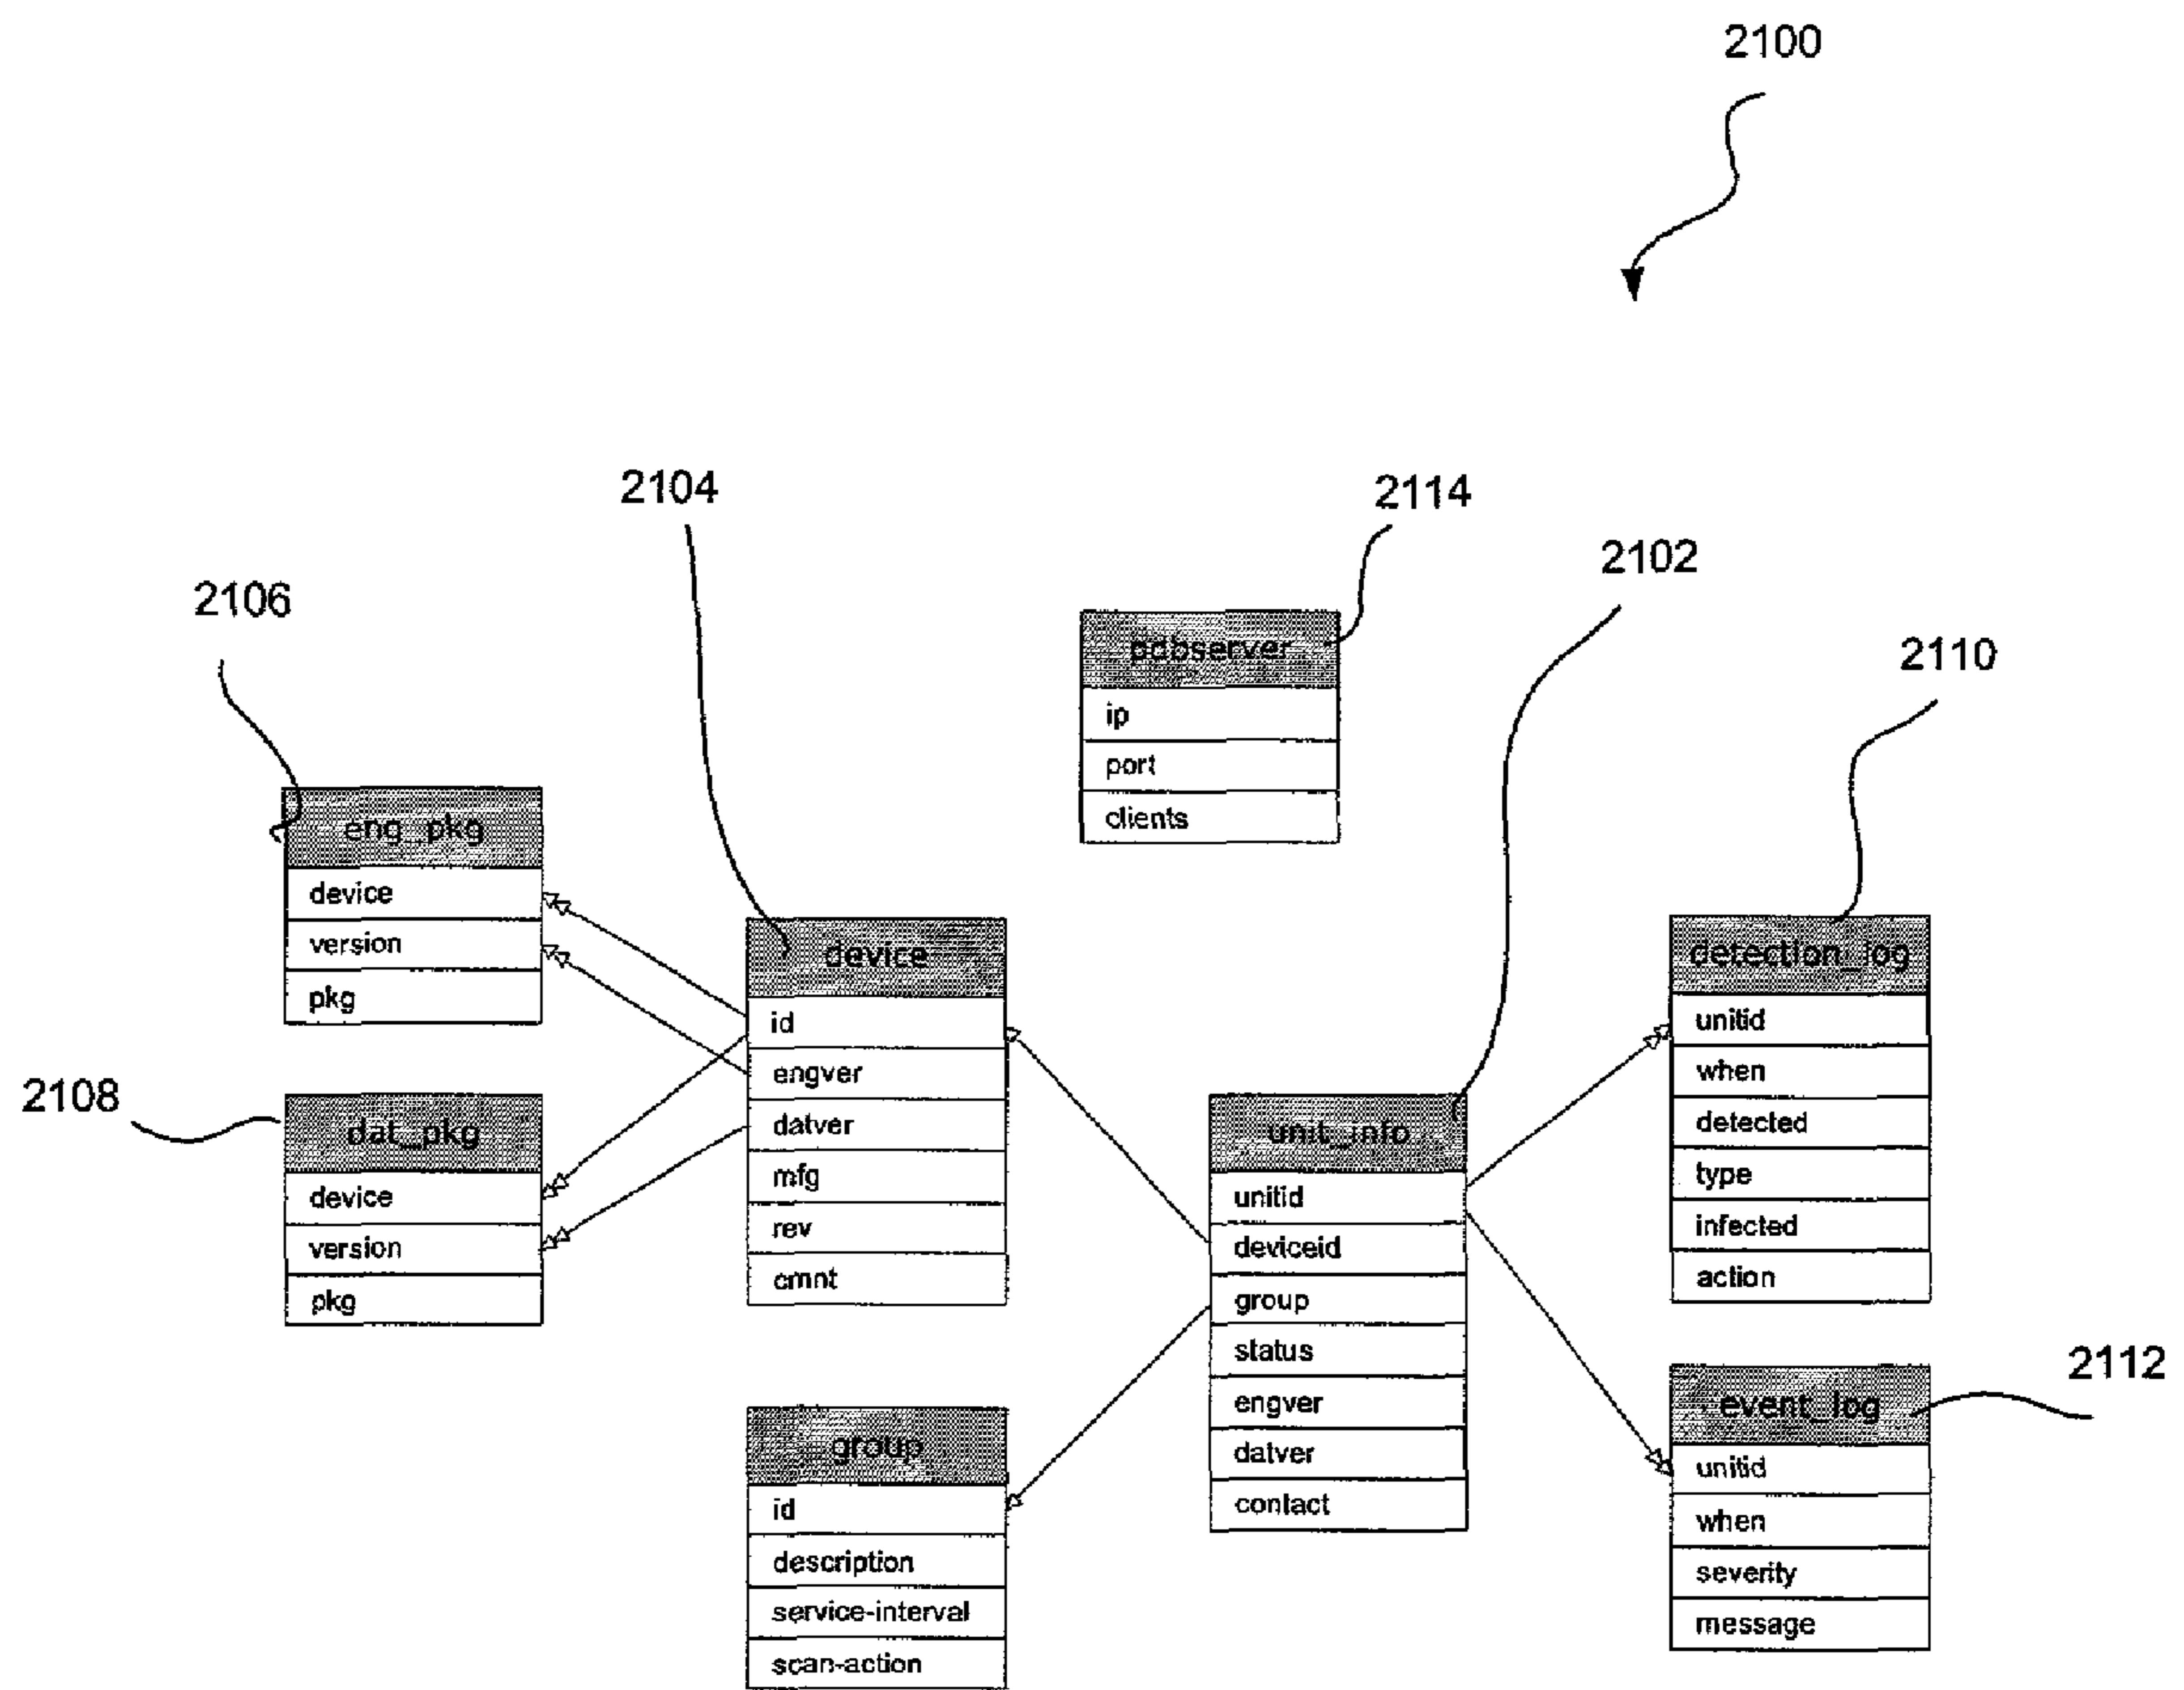 2100
2104
2114
2102
2106
2110
2108
2112
pdbserver
ip
port
clients
eng_pkg
device
version
pkg
dat_pkg
device
version
pkg
device
id
engver
datver
mfg
rev
cmnt
group
id
description
service-interval
scan-action
unit_info
unitid
deviceid
group
status
engver
datver
contact
detection_log
unitid
when
detected
type
infected
action
event_log
unitid
when
severity
message